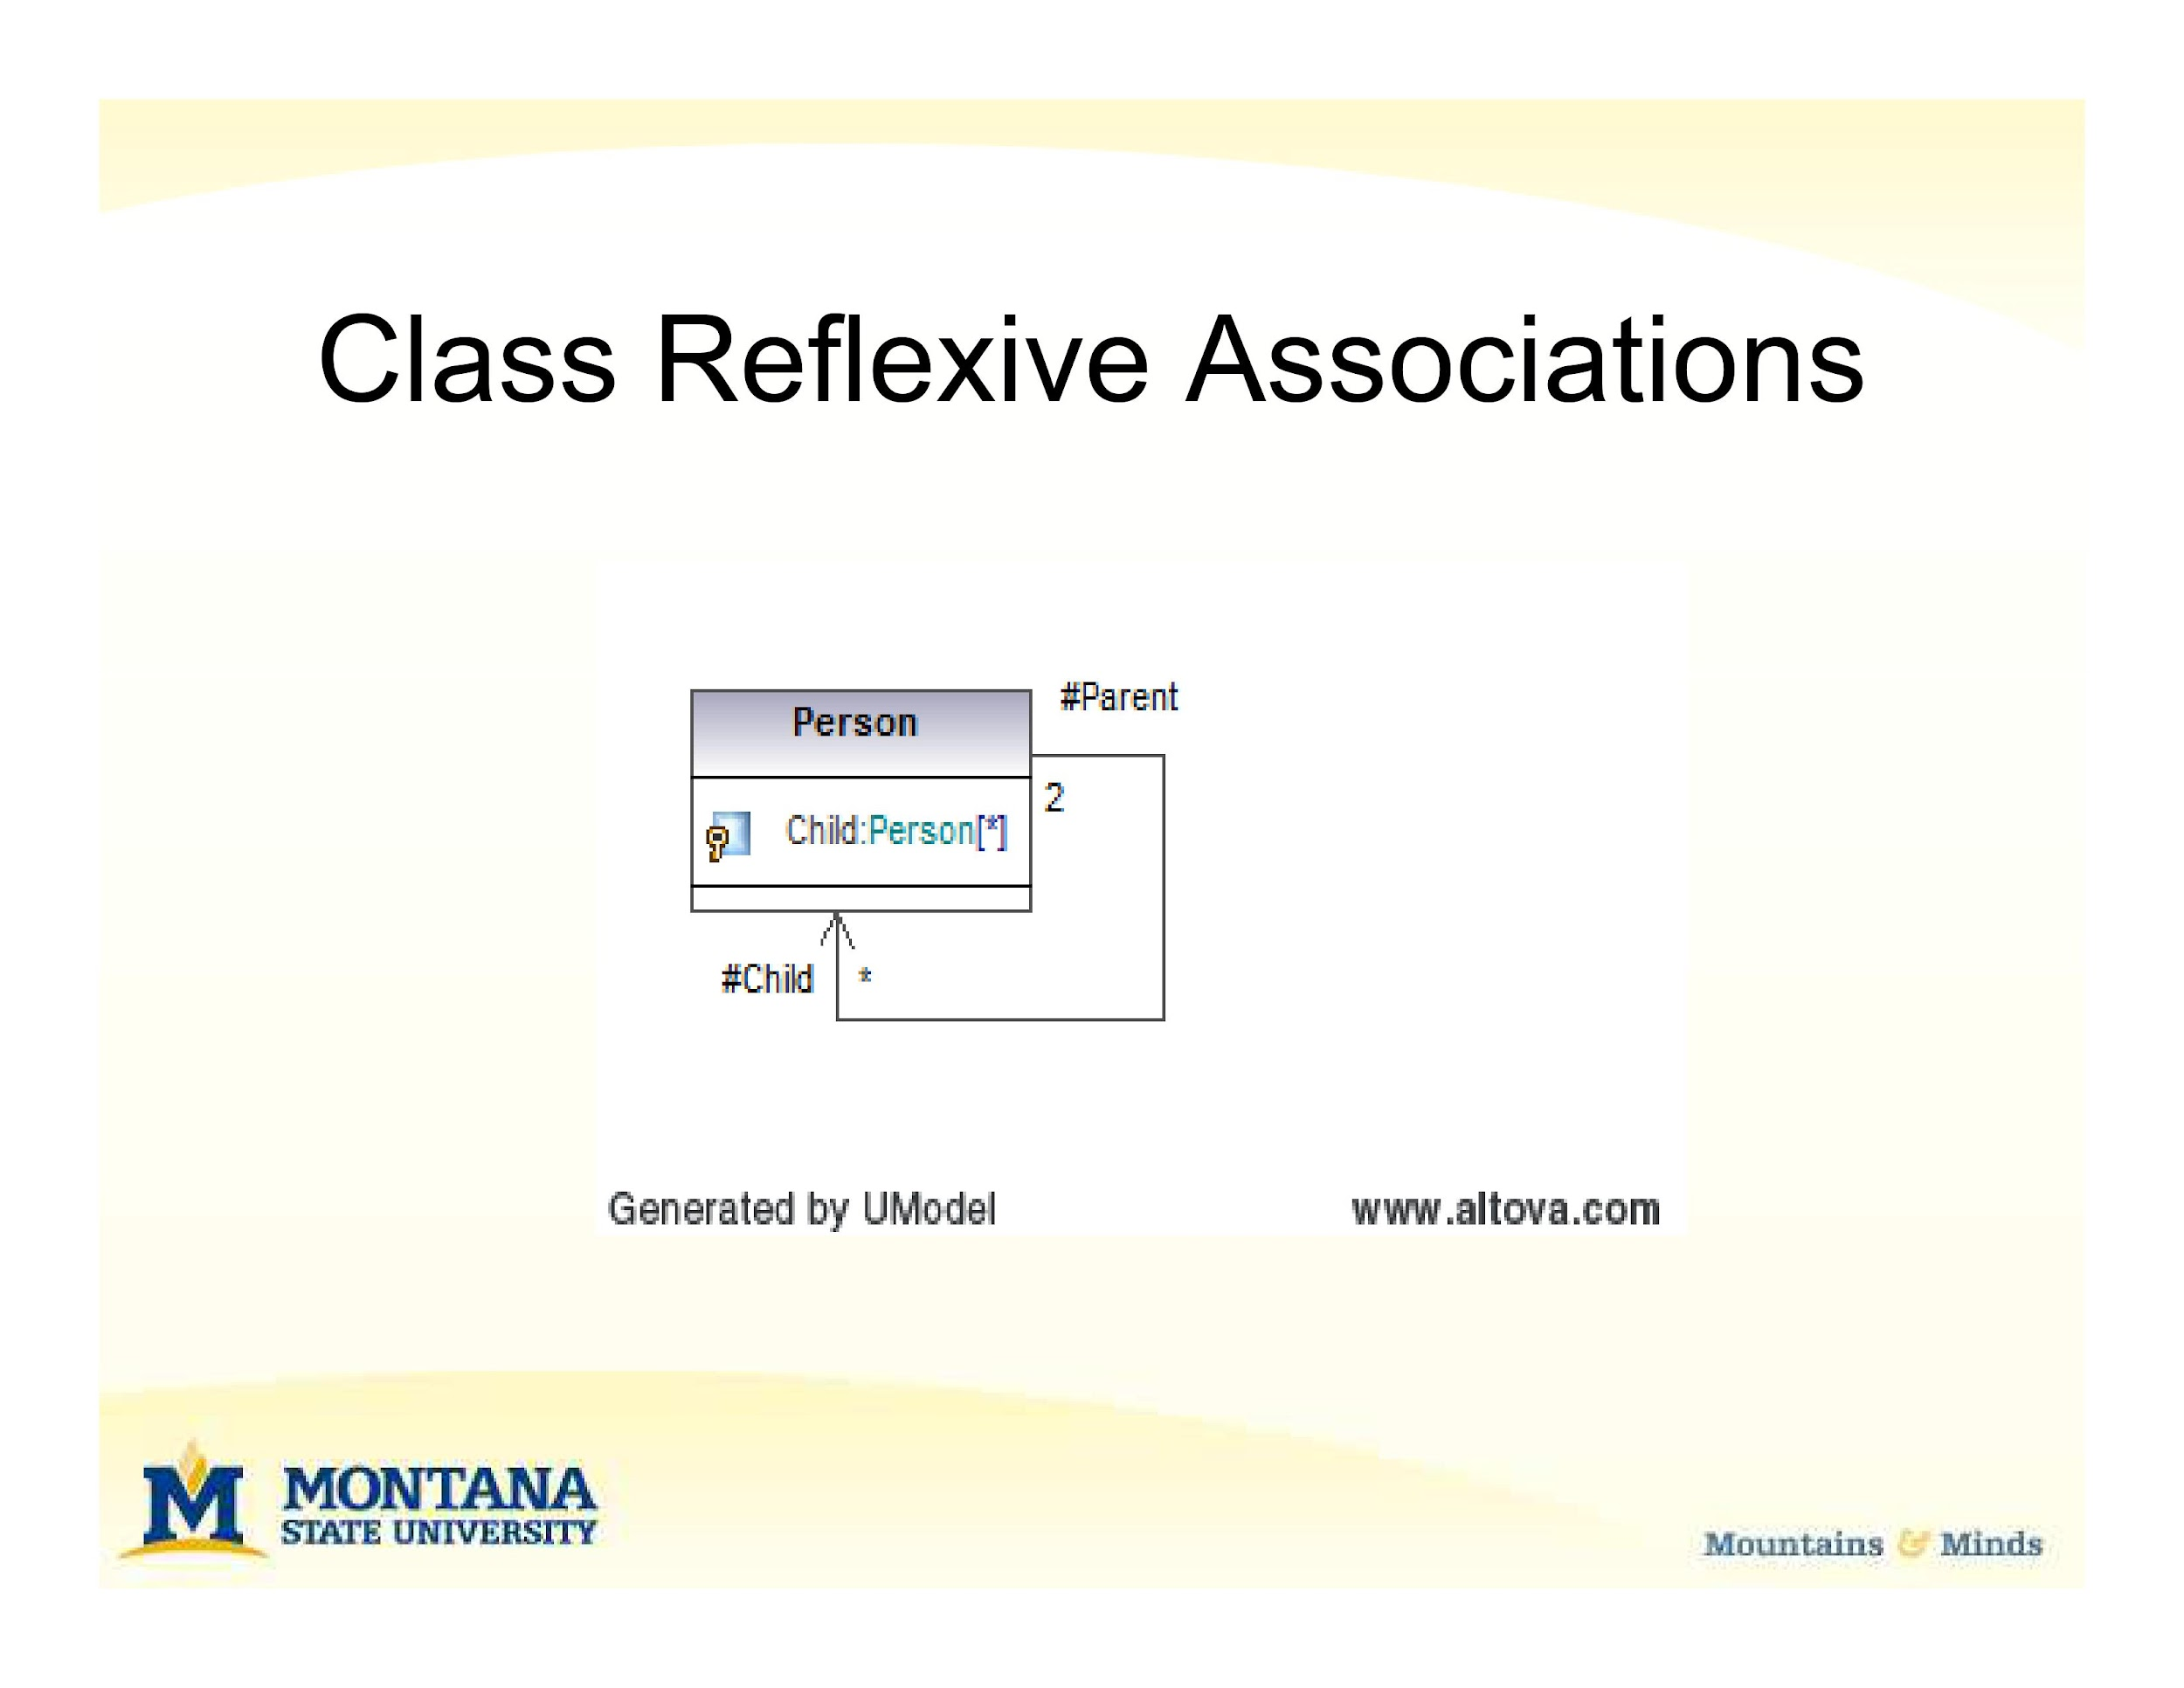 Class Reflexive Associations
Person
#Parent
2
Child:Person[*]
#Child
*
Generated by UModel
www.altova.com
M
MONTANA
STATE UNIVERSITY
Mountains & Minds